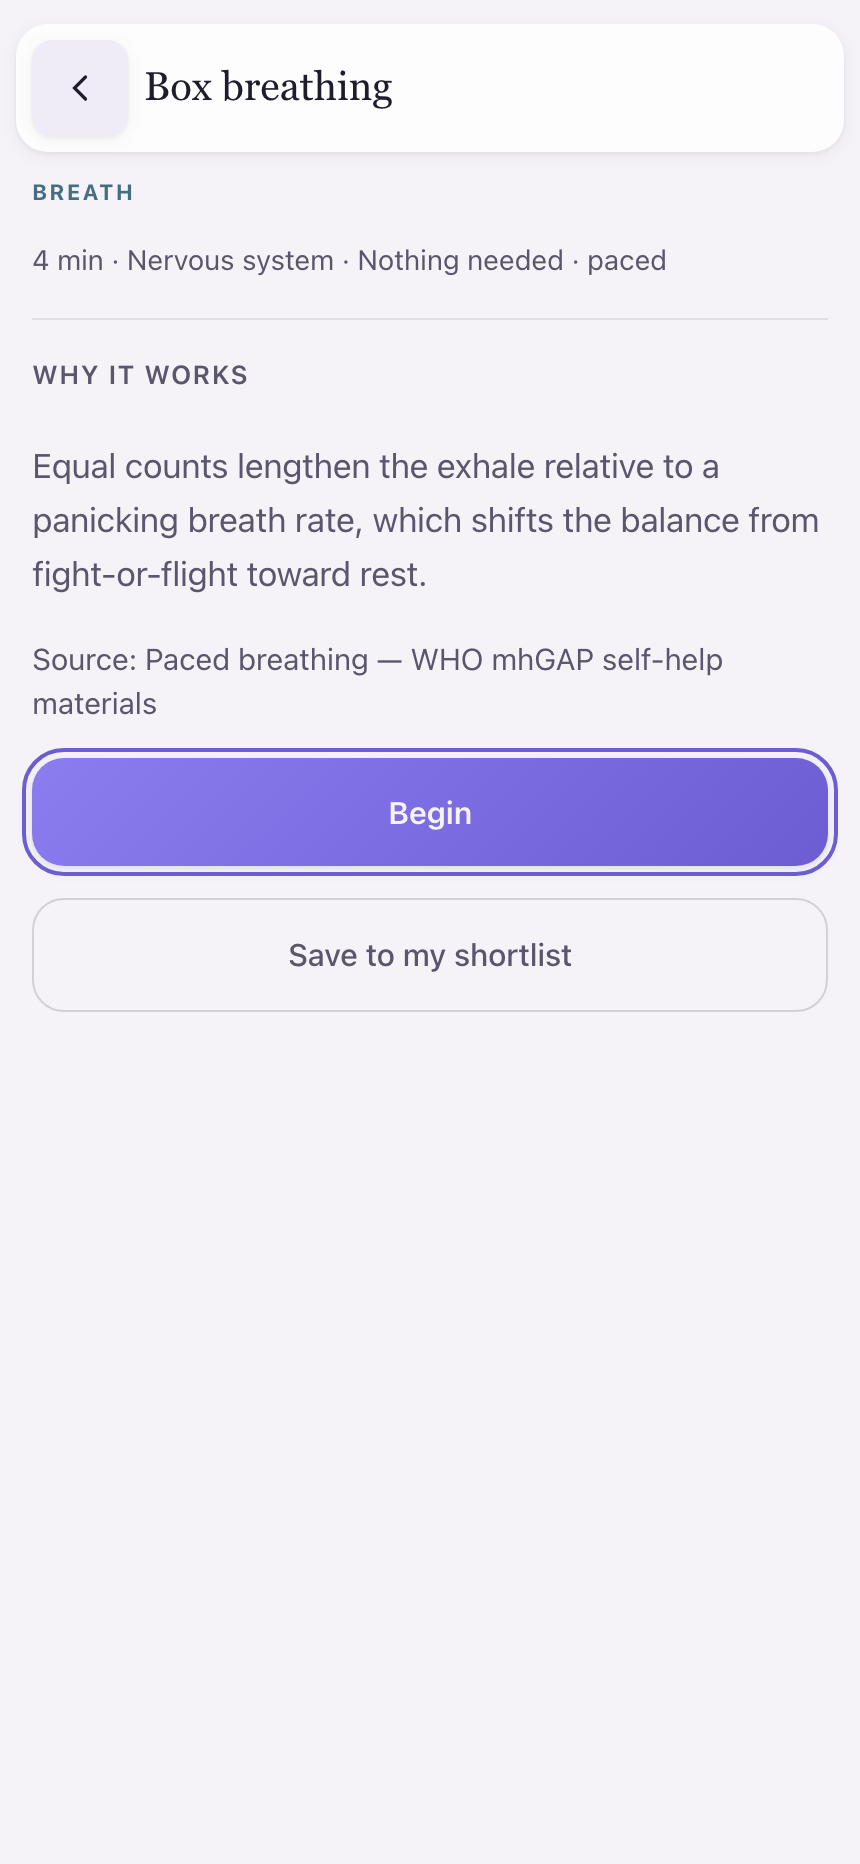 Box breathing
BREATH
4 min · Nervous system · Nothing needed · paced
WHY IT WORKS
Equal counts lengthen the exhale relative to a
panicking breath rate, which shifts the balance from
fight-or-flight toward rest.
Source: Paced breathing — WHO mhGAP self-help
materials
Begin
Save to my shortlist